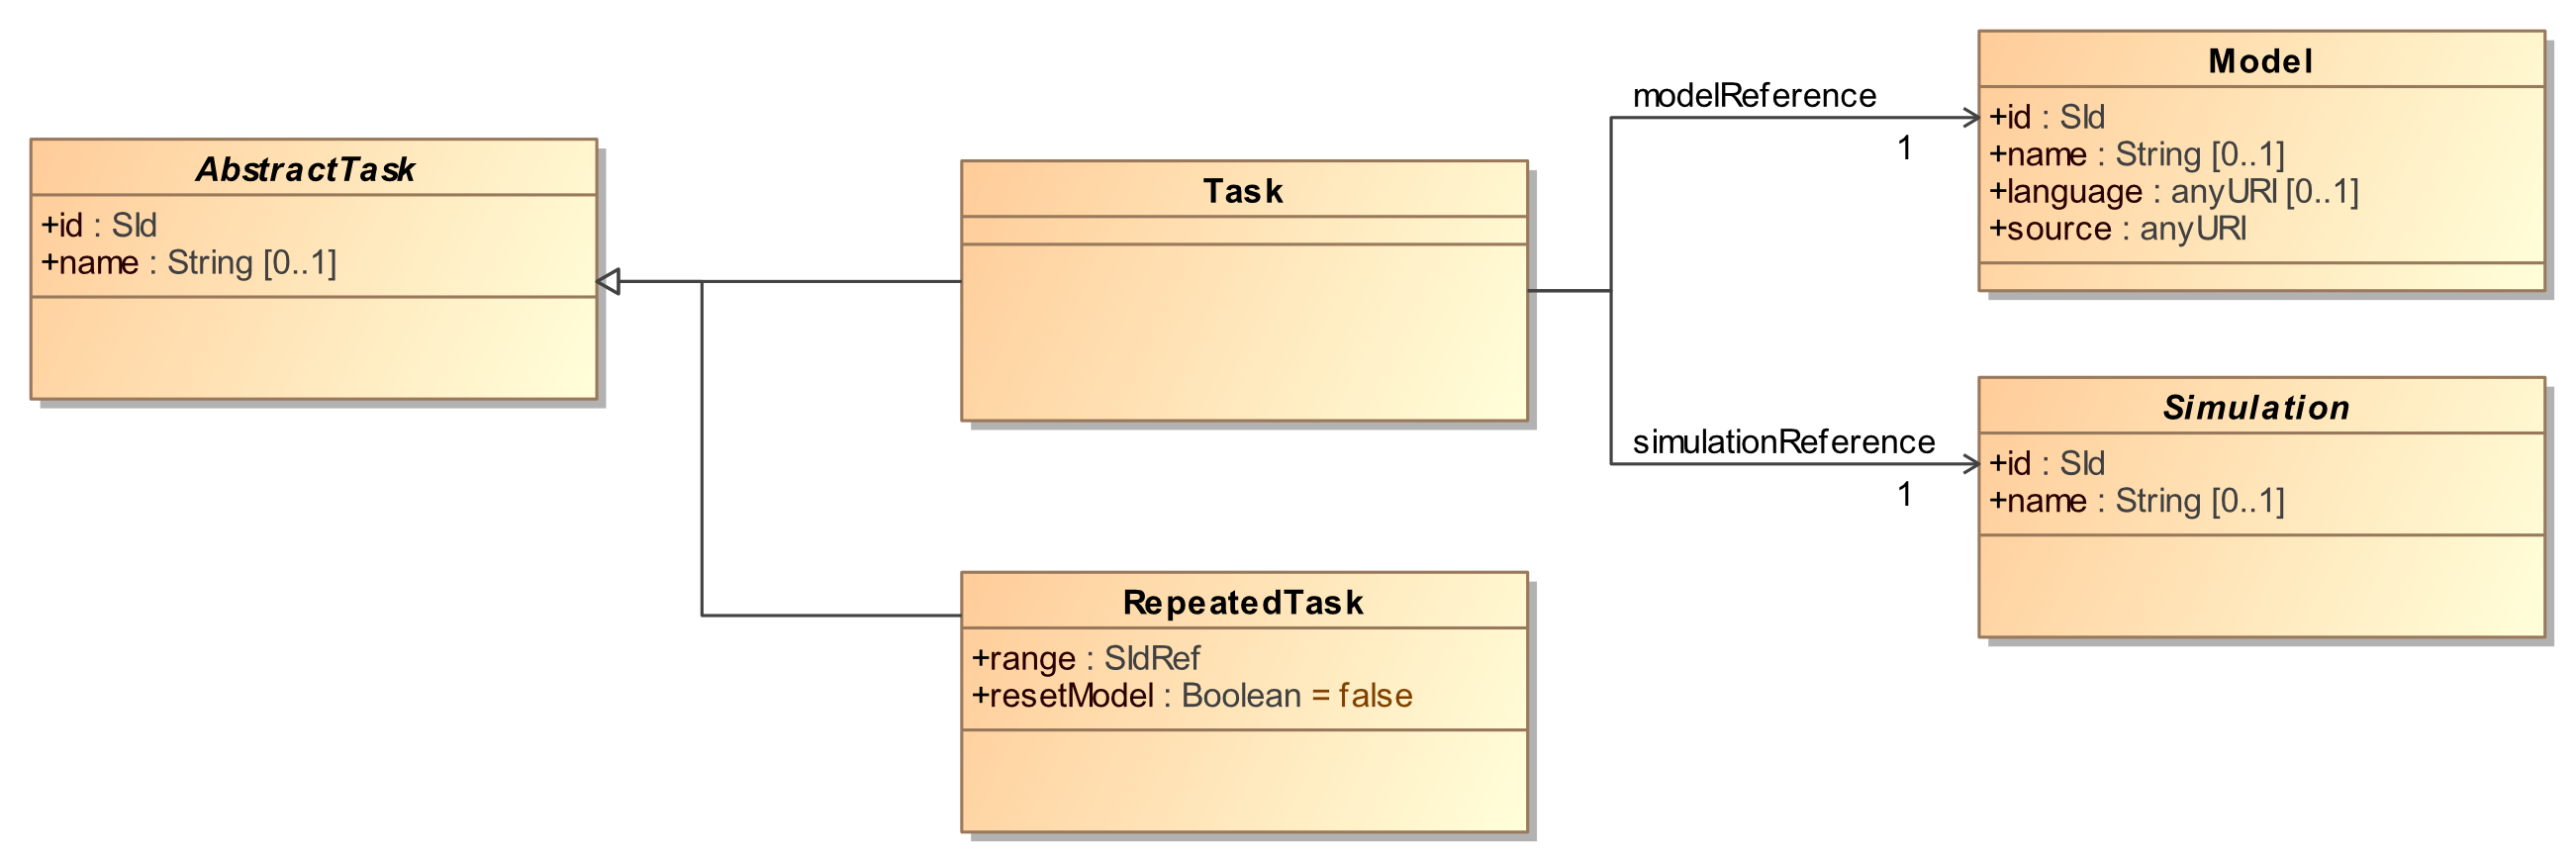 AbstractTask
+id : SId
+name : String [0..1]
Task
RepeatedTask
+range : SIdRef
+resetModel : Boolean = false
modelReference
1
simulationReference
1
Model
+id : SId
+name : String [0..1]
+language : anyURI [0..1]
+source : anyURI
Simulation
+id : SId
+name : String [0..1]